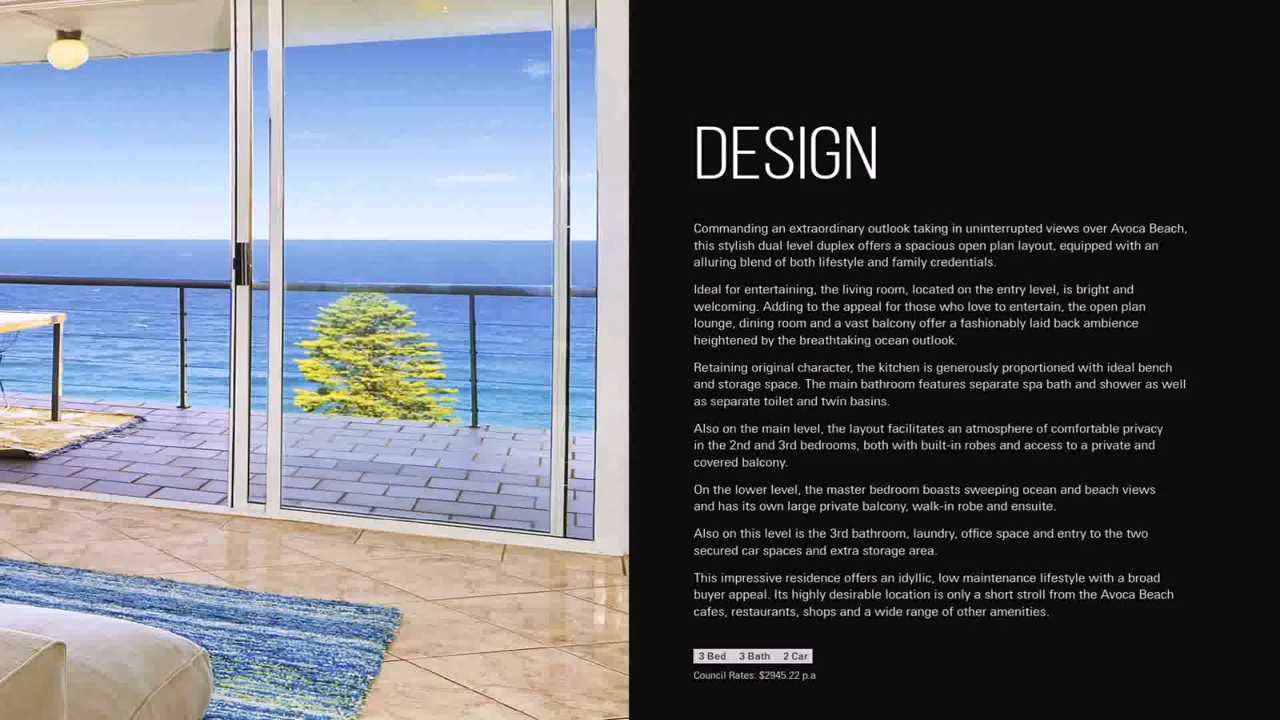 DESIGN
Commanding an extraordinary outlook taking in uninterrupted views over Avoca Beach,
this stylish dual level duplex offers a spacious open plan layout, equipped with an
alluring blend of both lifestyle and family credentials.
Ideal for entertaining, the living room, located on the entry level, is bright and
welcoming. Adding to the appeal for those who love to entertain, the open plan
lounge, dining room and a vast balcony offer a fashionably laid back ambience
heightened by the breathtaking ocean outlook.
Retaining original character, the kitchen is generously proportioned with ideal bench
and storage space. The main bathroom features separate spa bath and shower as well
as separate toilet and twin basins.
Also on the main level, the layout facilitates an atmosphere of comfortable privacy
in the 2nd and 3rd bedrooms, both with built-in robes and access to a private and
covered balcony.
On the lower level, the master bedroom boasts sweeping ocean and beach views
and has its own large private balcony, walk-in robe and ensuite.
Also on this level is the 3rd bathroom, laundry, office space and entry to the two
secured car spaces and extra storage area.
This impressive residence offers an idyllic, low maintenance lifestyle with a broad
buyer appeal. Its highly desirable location is only a short stroll from the Avoca Beach
cafes, restaurants, shops and a wide range of other amenities.
3 Bed 3 Bath 2 Car
Council Rates: $2945.22 p.a